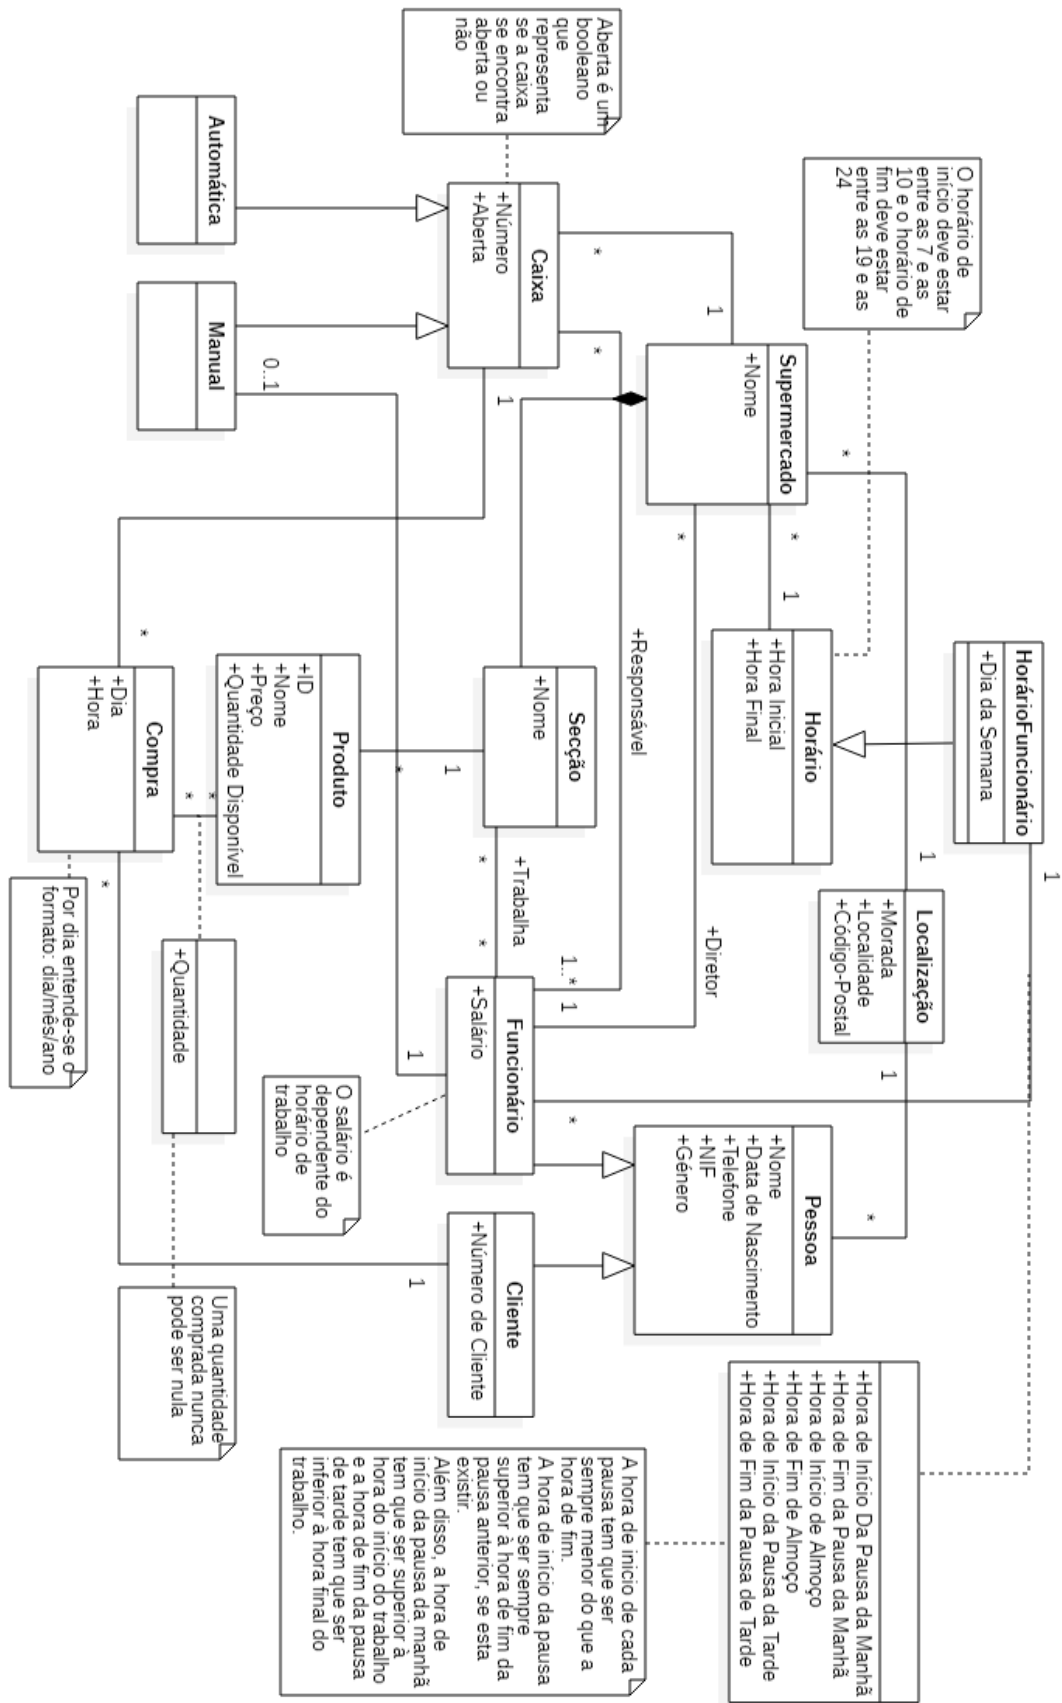 HorárioFuncionário
+Dia da Semana
1
O horário de
início deve estar
entre as 7 e as
10 e o horário de
fim deve estar
entre as 19 e as
24
Localização
+Morada
+Localidade
+Código-Postal
1
1
*
*
+Hora de Início Da Pausa da Manhã
+Hora de Fim da Pausa da Manhã
+Hora de Início de Almoço
+Hora de Fim de Almoço
+Hora de Início da Pausa da Tarde
+Hora de Fim da Pausa de Tarde
Supermercado
+Nome
*
1
Horário
+Hora Inicial
+Hora Final
Pessoa
+Nome
+Data de Nascimento
+Telefone
+NIF
+Género
1
*
+Diretor
+Responsável
Aberta é um
booleano
que
representa
se a caixa
se encontra
aberta ou
não
*
*
Caixa
+Número
+Aberta
1
Secção
+Nome
1
+Trabalha
*
*
1..*
1
*
Funcionário
+Salário
1
Cliente
+Número de Cliente
1
A hora de inicio de cada
pausa tem que ser
sempre menor do que a
hora de fim.
A hora de início da pausa
tem que ser sempre
superior à hora de fim da
pausa anterior, se esta
existir.
Além disso, a hora de
início da pausa da manhã
tem que ser superior à
hora do início do trabalho
e a hora de fim da pausa
de tarde tem que ser
inferior à hora final do
trabalho.
O salário é
dependente do
horário de
trabalho
Automática
Manual
0..1
Produto
+ID
+Nome
+Preço
+Quantidade Disponível
*
*
*
+Quantidade
Uma quantidade
comprada nunca
pode ser nula
*
Compra
+Dia
+Hora
*
Por dia entende-se o
formato: dia/mês/ano